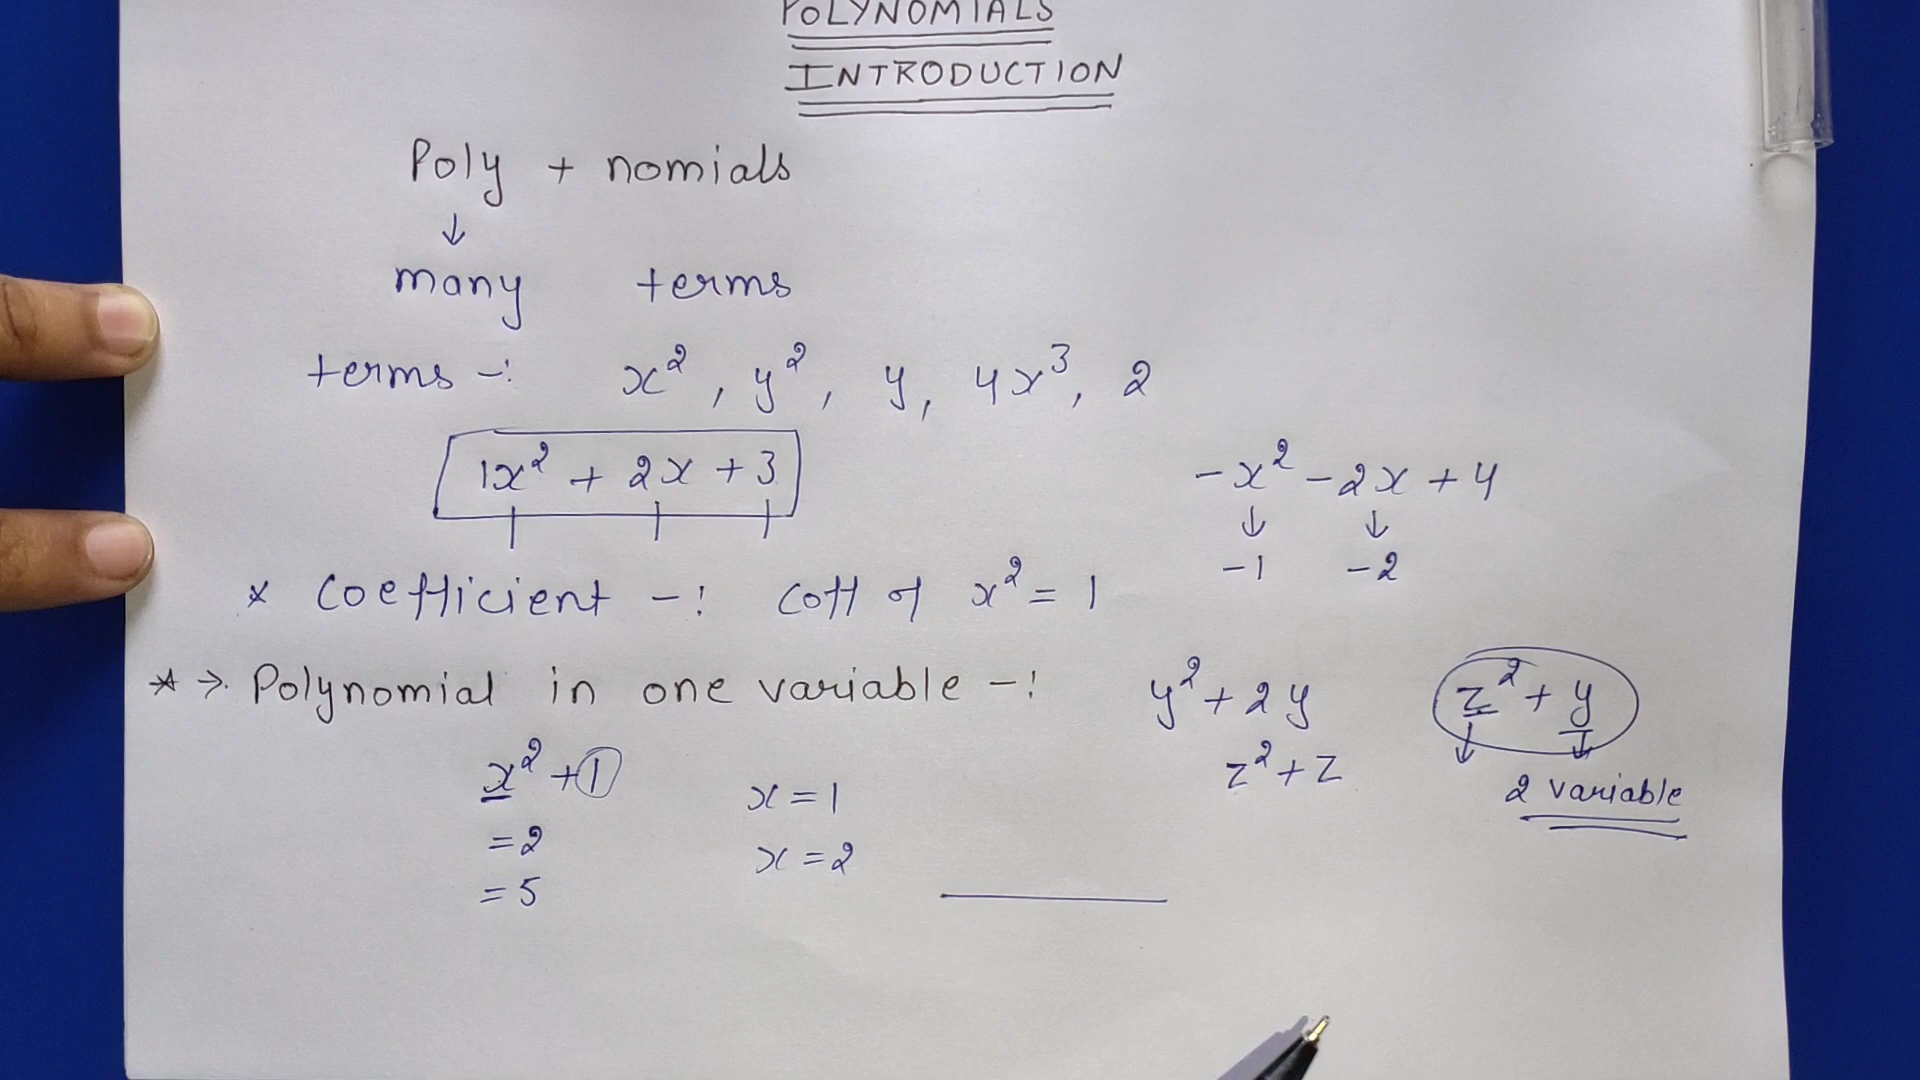 POLYNOMIALS
INTRODUCTION
Poly + nomials
↓
many terms
terms -: x², y², y, 4x³, 2
1x² + 2x + 3
-x² - 2x + 4
↓ ↓
-1 -2
* Coefficient -: Coff of x² = 1
* →. Polynomial in one variable -:
y² + 2y
z² + z
z² + y
↓ ↓
2 variable
x² + 1
= 2
= 5
x = 1
x = 2